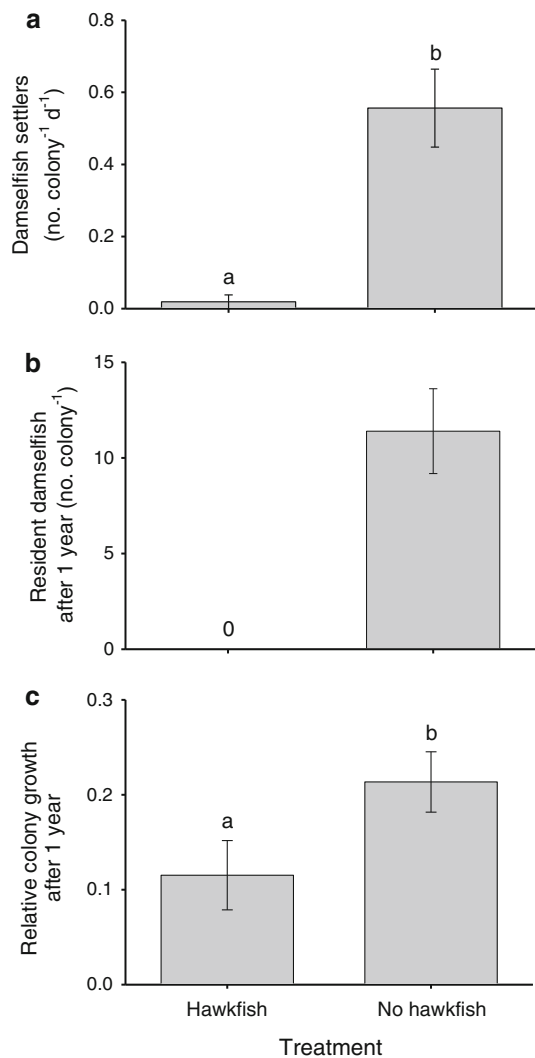 a
Damselfish settlers
(no. colony⁻¹ d⁻¹)
0.8
0.6
0.4
0.2
0.0
a
b
b
Resident damselfish
after 1 year (no. colony⁻¹)
15
10
5
0
0
c
Relative colony growth
after 1 year
0.3
0.2
0.1
0.0
a
b
Hawkfish
No hawkfish
Treatment